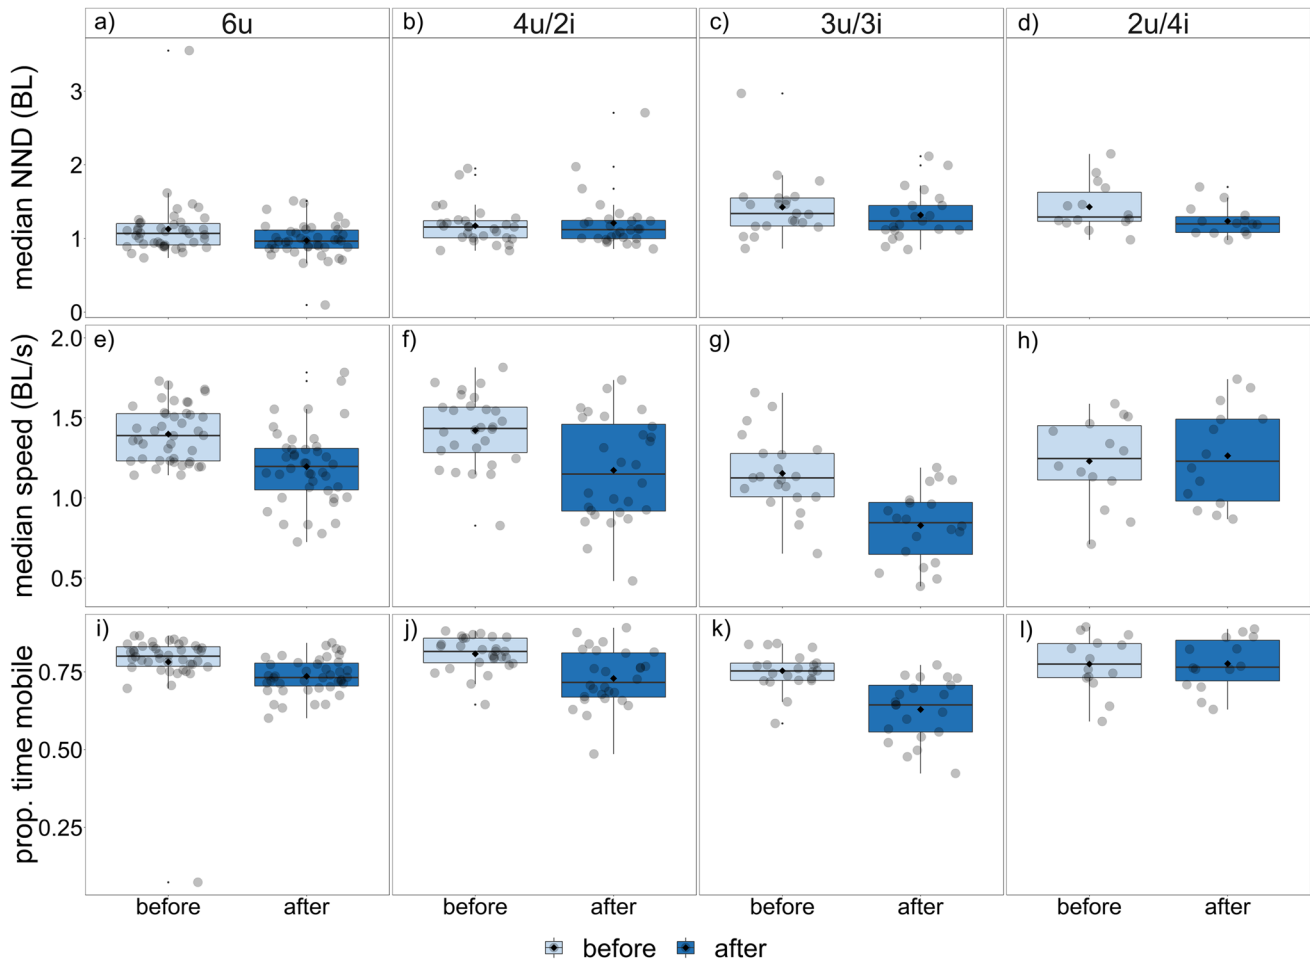 a) 6u b) 4u/2i c) 3u/3i d) 2u/4i
median NND (BL)
3
2
1
0
e) f) g) h)
median speed (BL/s)
2.0
1.5
1.0
0.5
i) j) k) l)
prop. time mobile
0.75
0.50
0.25
before after before after before after before after
before after